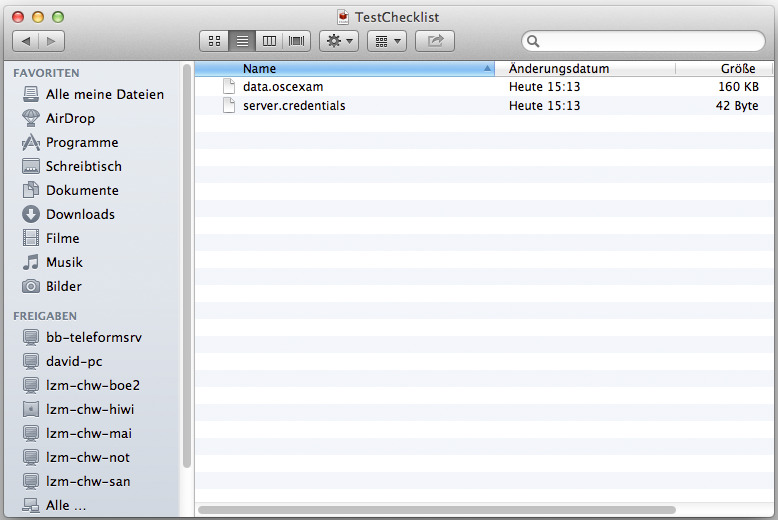 TestChecklist
FAVORITEN
Alle meine Dateien
AirDrop
Programme
Schreibtisch
Dokumente
Downloads
Filme
Musik
Bilder
FREIGABEN
bb-teleformsrv
david-pc
lzm-chw-boe2
lzm-chw-hiwi
lzm-chw-mai
lzm-chw-not
lzm-chw-san
Alle ...
Name Änderungsdatum Größe
data.oscexam Heute 15:13 160 KB
server.credentials Heute 15:13 42 Byte